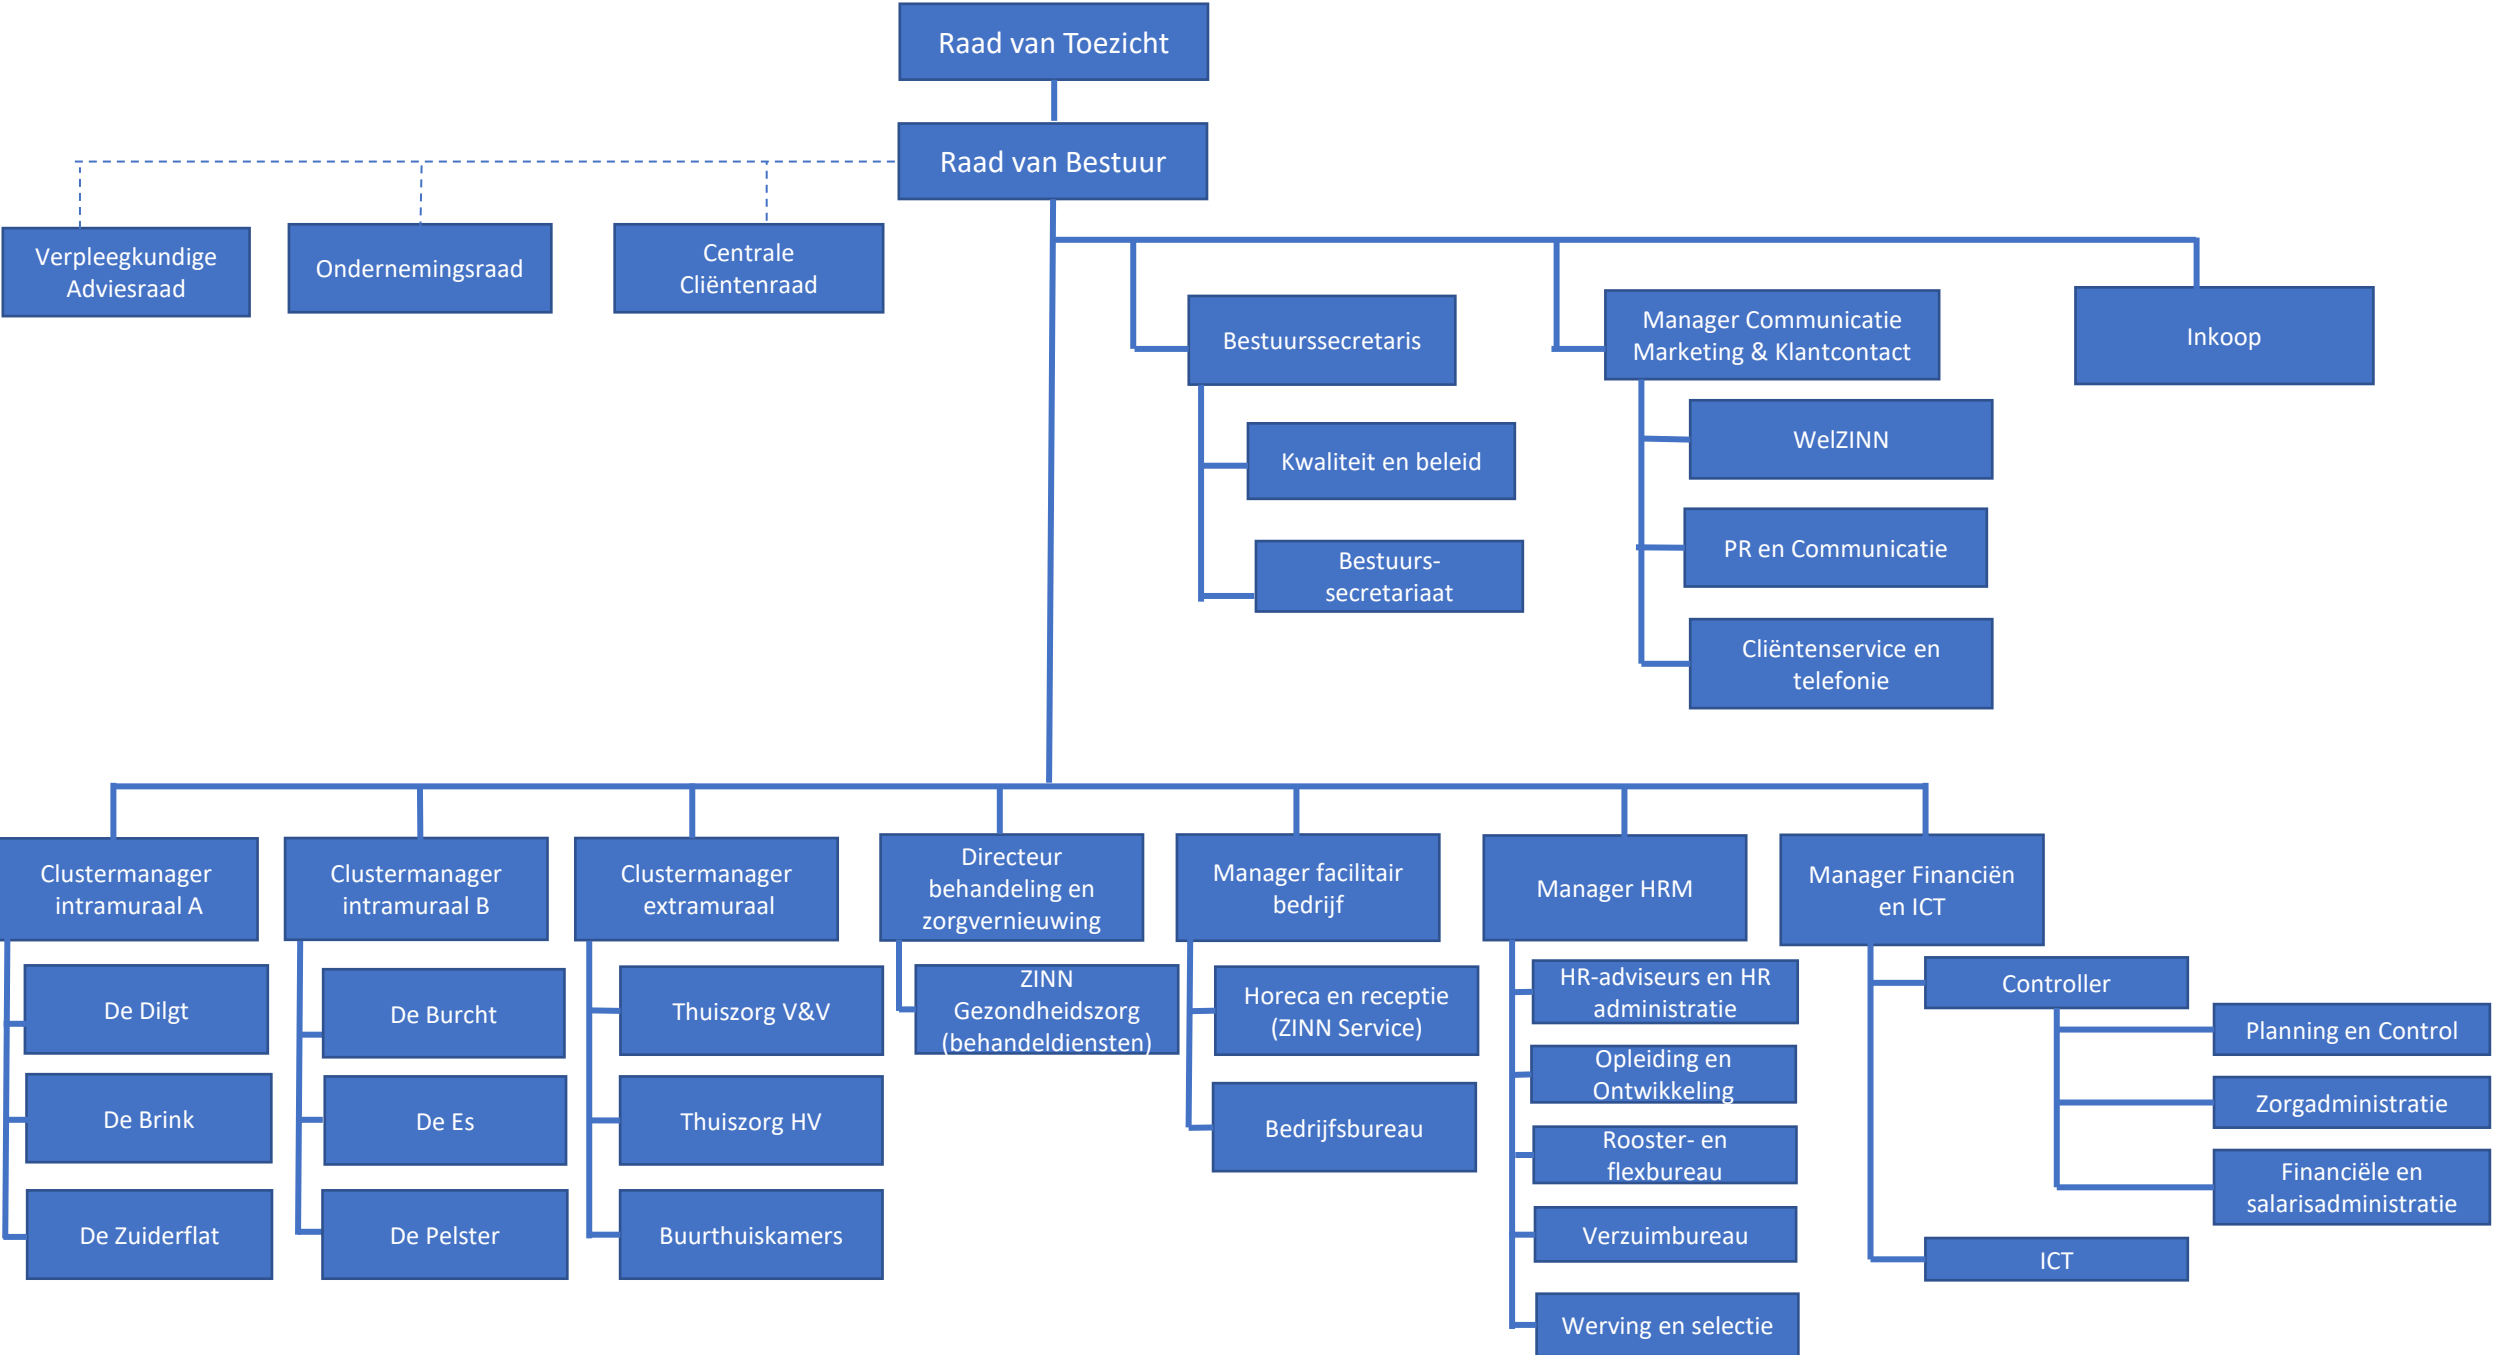 Raad van Toezicht
Raad van Bestuur
Verpleegkundige
Adviesraad
Ondernemingsraad
Centrale
Cliëntenraad
Bestuurssecretaris
Kwaliteit en beleid
Bestuurs-
secretariaat
Manager Communicatie
Marketing & Klantcontact
WelZINN
PR en Communicatie
Cliëntenservice en
telefonie
Inkoop
Clustermanager
intramuraal A
De Dilgt
De Brink
De Zuiderflat
Clustermanager
intramuraal B
De Burcht
De Es
De Pelster
Clustermanager
extramuraal
Thuiszorg V&V
Thuiszorg HV
Buurthuiskamers
Directeur
behandeling en
zorgvernieuwing
ZINN
Gezondheidszorg
(behandeldiensten)
Manager facilitair
bedrijf
Horeca en receptie
(ZINN Service)
Bedrijfsbureau
Manager HRM
HR-adviseurs en HR
administratie
Opleiding en
Ontwikkeling
Rooster- en
flexbureau
Verzuimbureau
Werving en selectie
Manager Financiën
en ICT
Controller
Planning en Control
Zorgadministratie
Financiële en
salarisadministratie
ICT